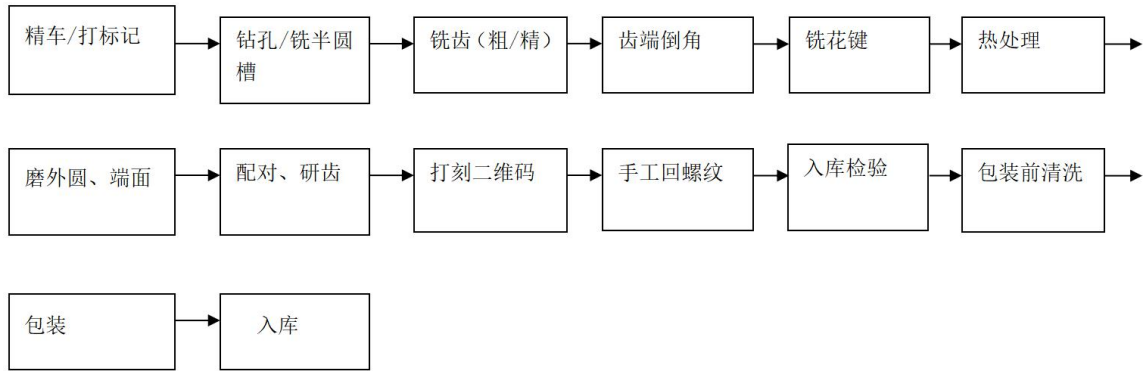 精车/打标记
钻孔/铣半圆
槽
铣齿（粗/精）
齿端倒角
铣花键
热处理
磨外圆、端面
配对、研齿
打刻二维码
手工回螺纹
入库检验
包装前清洗
包装
入库